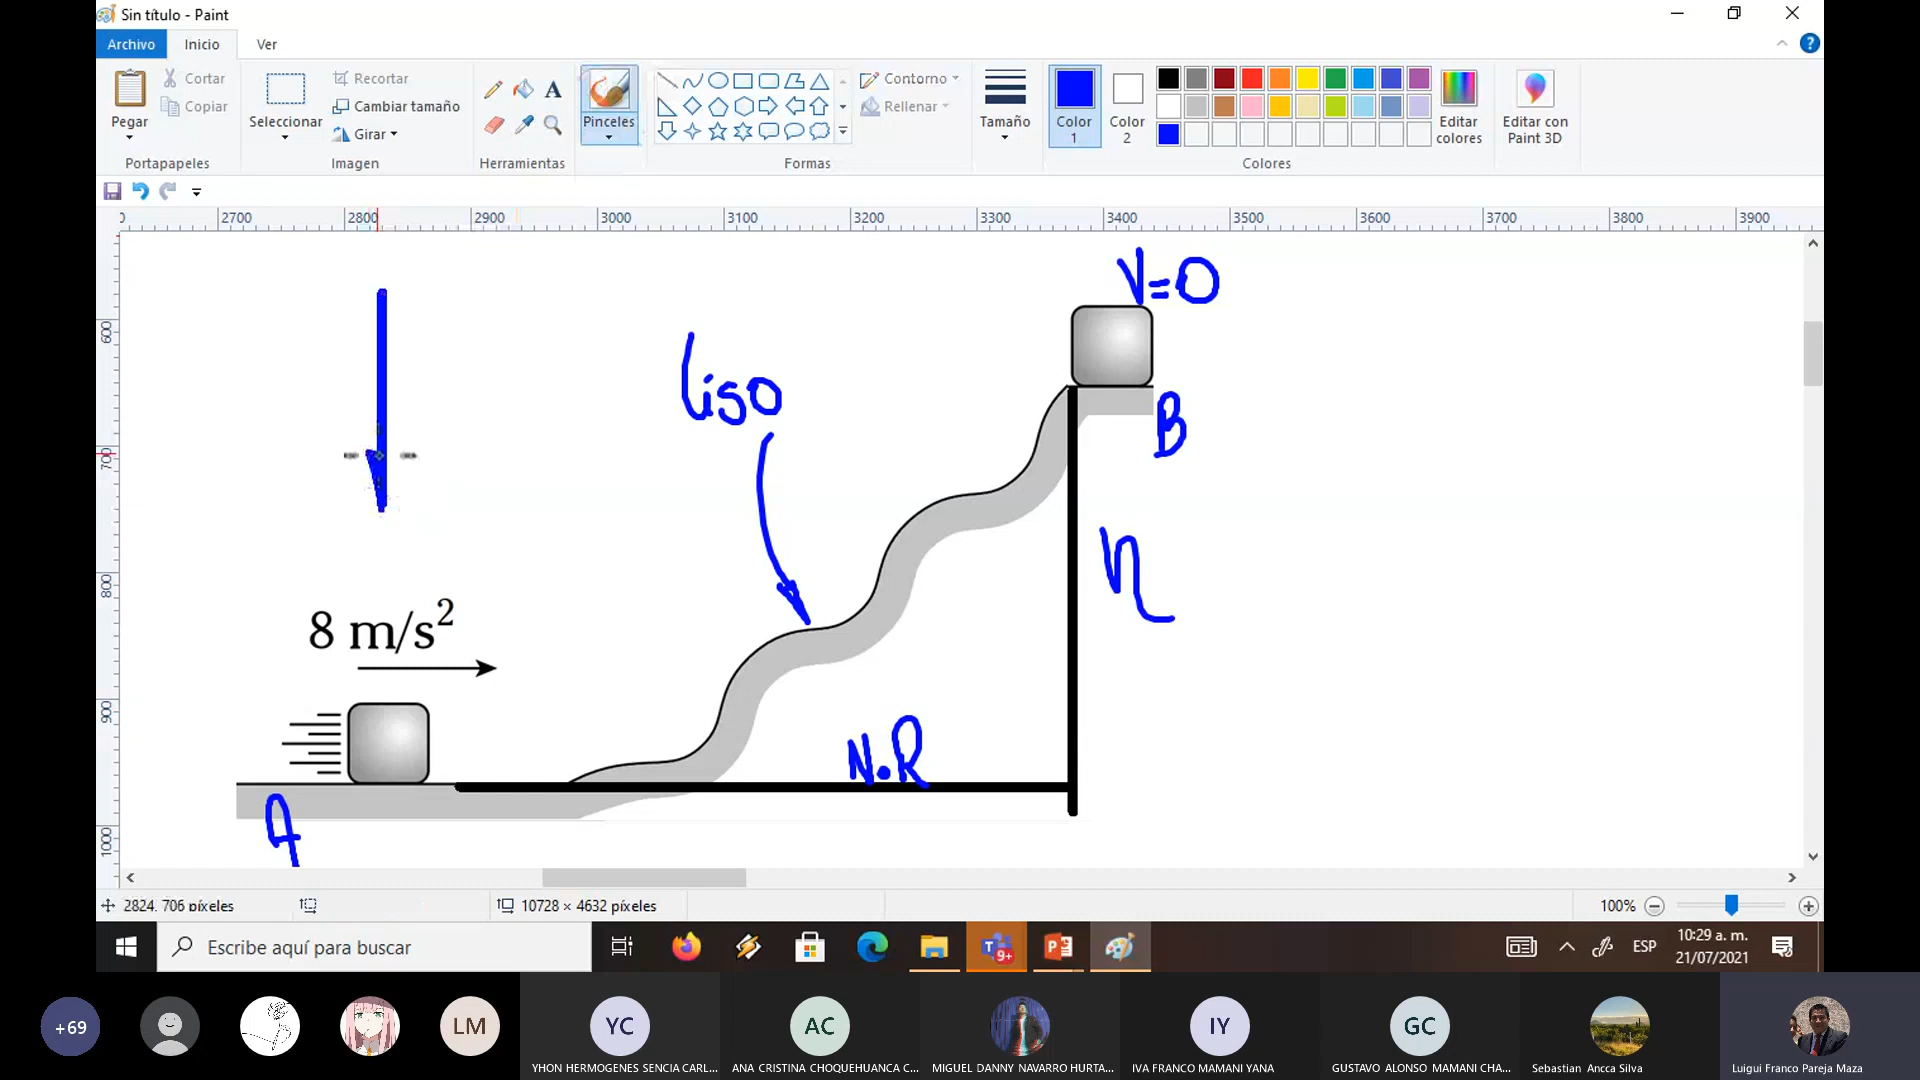 Sin título - Paint
Archivo Inicio Ver
Pegar
Cortar
Copiar
Portapapeles
Seleccionar
Recortar
Cambiar tamaño
Girar
Imagen
A
Herramientas
Pinceles
Contorno
Rellenar
Formas
Tamaño
Color 1
Color 2
Editar colores
Colores
Editar con Paint 3D
2700 2800 2900 3000 3100 3200 3300 3400 3500 3600 3700 3800 3900
600
700
800
900
1000
V=0
Liso
B
h
8 m/s²
N.R
A
2824, 706 píxeles
10728 × 4632 píxeles
100%
Escribe aquí para buscar
9+
ESP
10:29 a. m.
21/07/2021
+69
LM
YC
AC
IY
GC
YHON HERMOGENES SENCIA CARL...
ANA CRISTINA CHOQUEHUANCA C...
MIGUEL DANNY NAVARRO HURTA...
IVA FRANCO MAMANI YANA
GUSTAVO ALONSO MAMANI CHA...
Sebastian Ancca Silva
Luigui Franco Pareja Maza